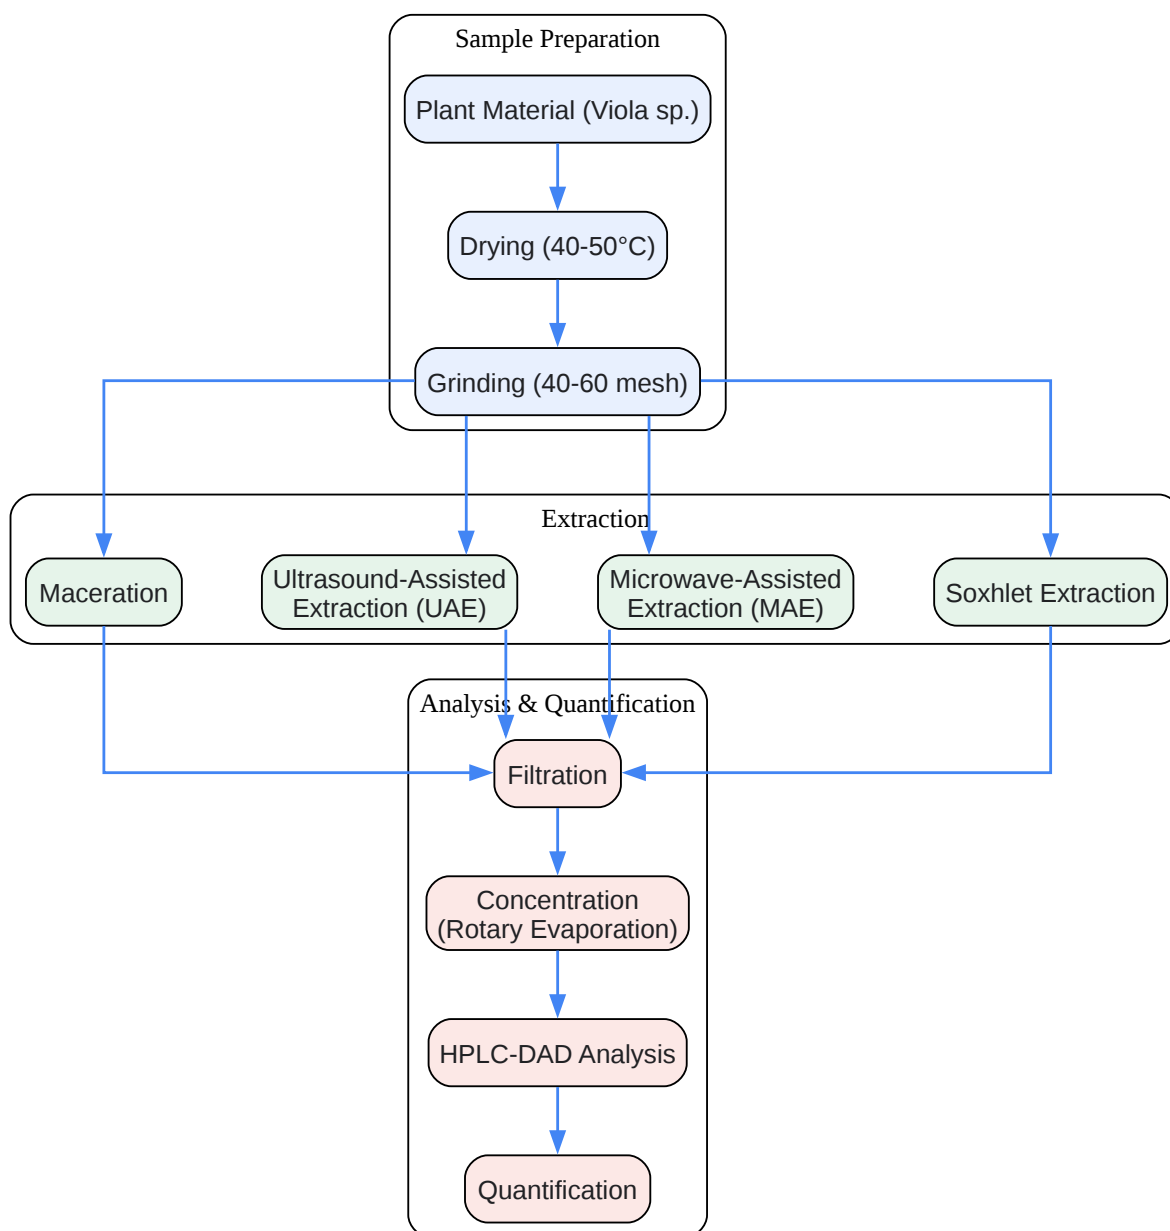 Sample Preparation
Plant Material (Viola sp.)
Drying (40-50°C)
Grinding (40-60 mesh)
Extraction
Maceration
Ultrasound-Assisted
Extraction (UAE)
Microwave-Assisted
Extraction (MAE)
Soxhlet Extraction
Analysis & Quantification
Filtration
Concentration
(Rotary Evaporation)
HPLC-DAD Analysis
Quantification